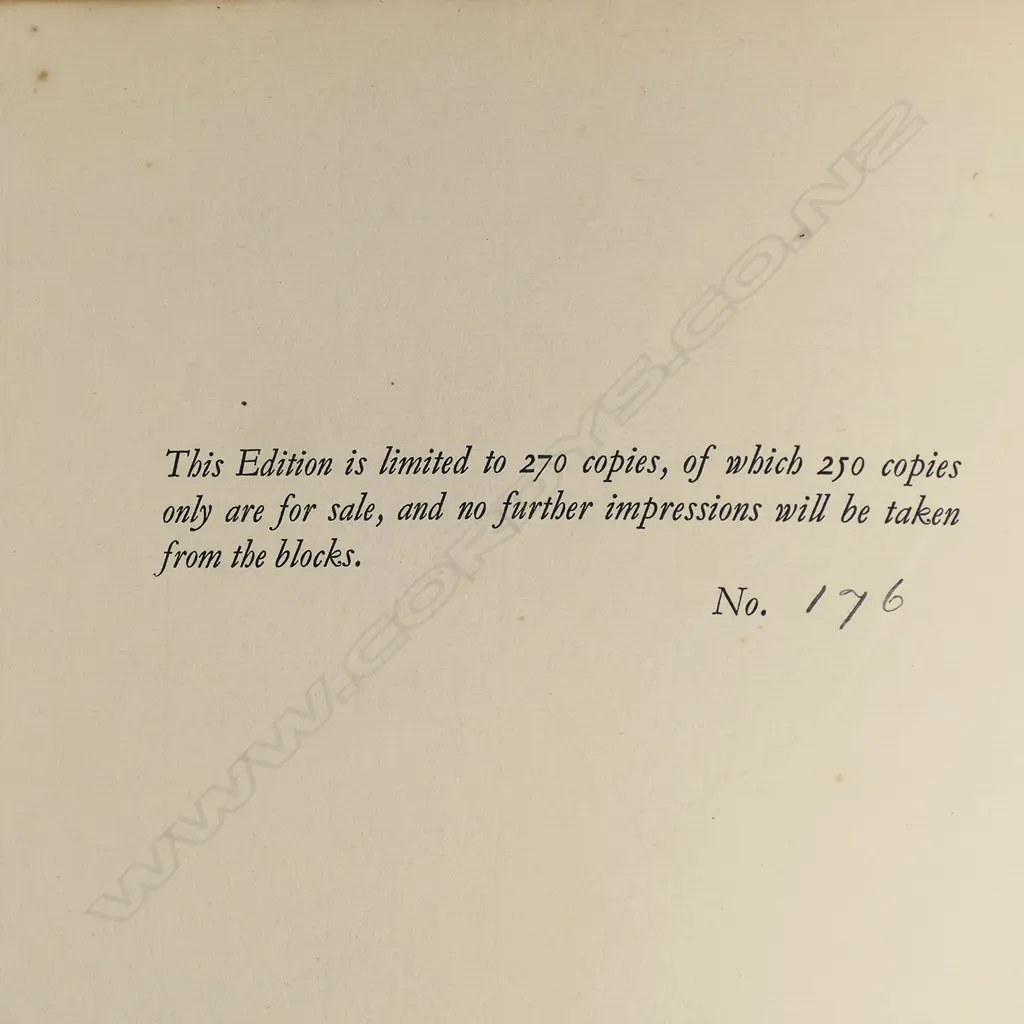 This Edition is limited to 270 copies, of which 250 copies
only are for sale, and no further impressions will be taken
from the blocks.
No. 176
WWW.CORDYS.CO.NZ